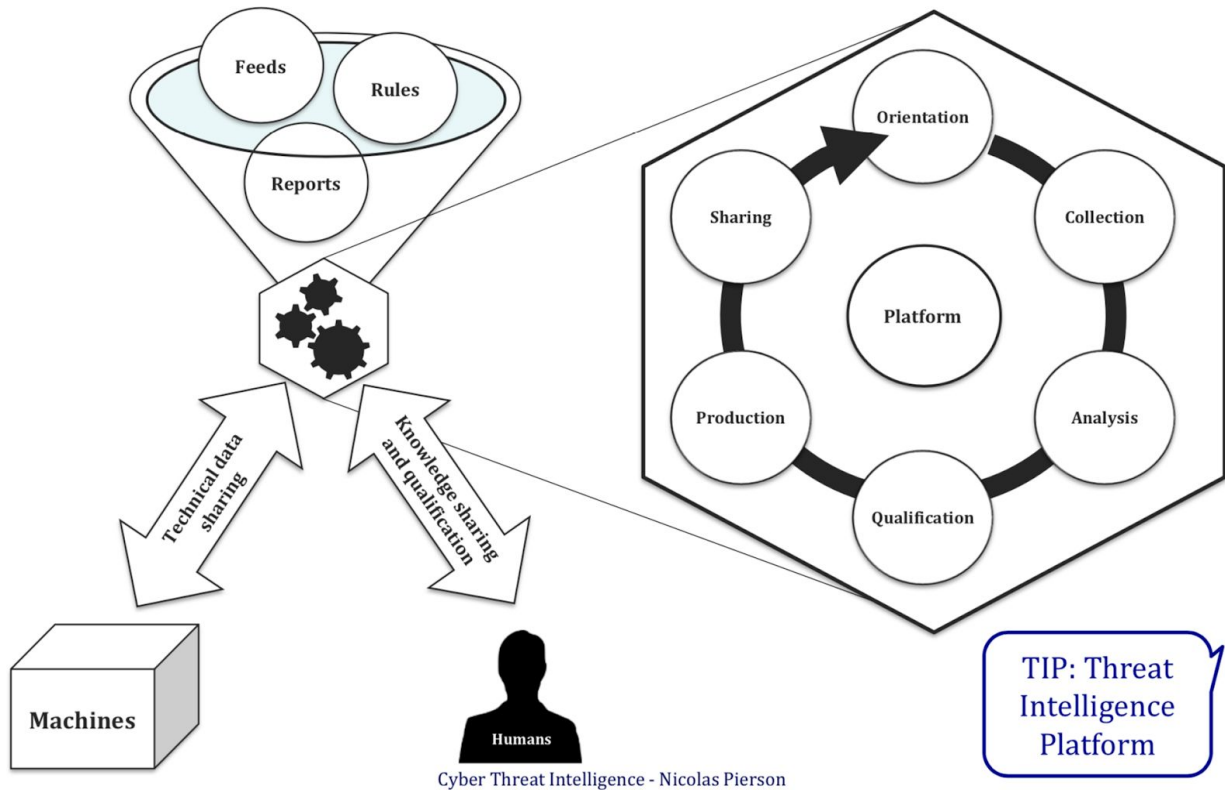 Feeds
Rules
Reports
Technical data
sharing
Knowledge sharing
and qualification
Machines
Humans
Orientation
Collection
Analysis
Qualification
Production
Sharing
Platform
TIP: Threat
Intelligence
Platform
Cyber Threat Intelligence - Nicolas Pierson